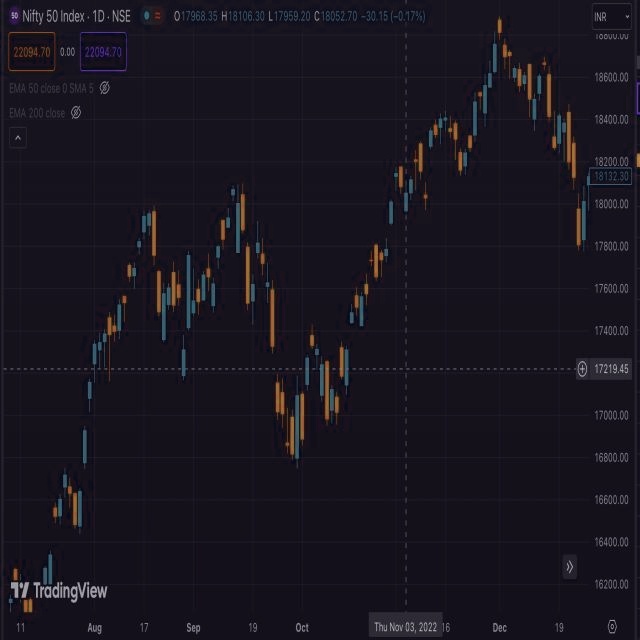 50 Nifty 50 Index · 1D · NSE O17968.35 H18106.30 L17959.20 C18052.70 −30.15 (−0.17%) INR
22094.70 0.00 22094.70
EMA 50 close 0 SMA 5
EMA 200 close
18800.00
18600.00
18400.00
18200.00
18132.30
18000.00
17800.00
17600.00
17400.00
17219.45
17000.00
16800.00
16600.00
16400.00
16200.00
TradingView
11 Aug 17 Sep 19 Oct Thu Nov 03, 2022 16 Dec 19